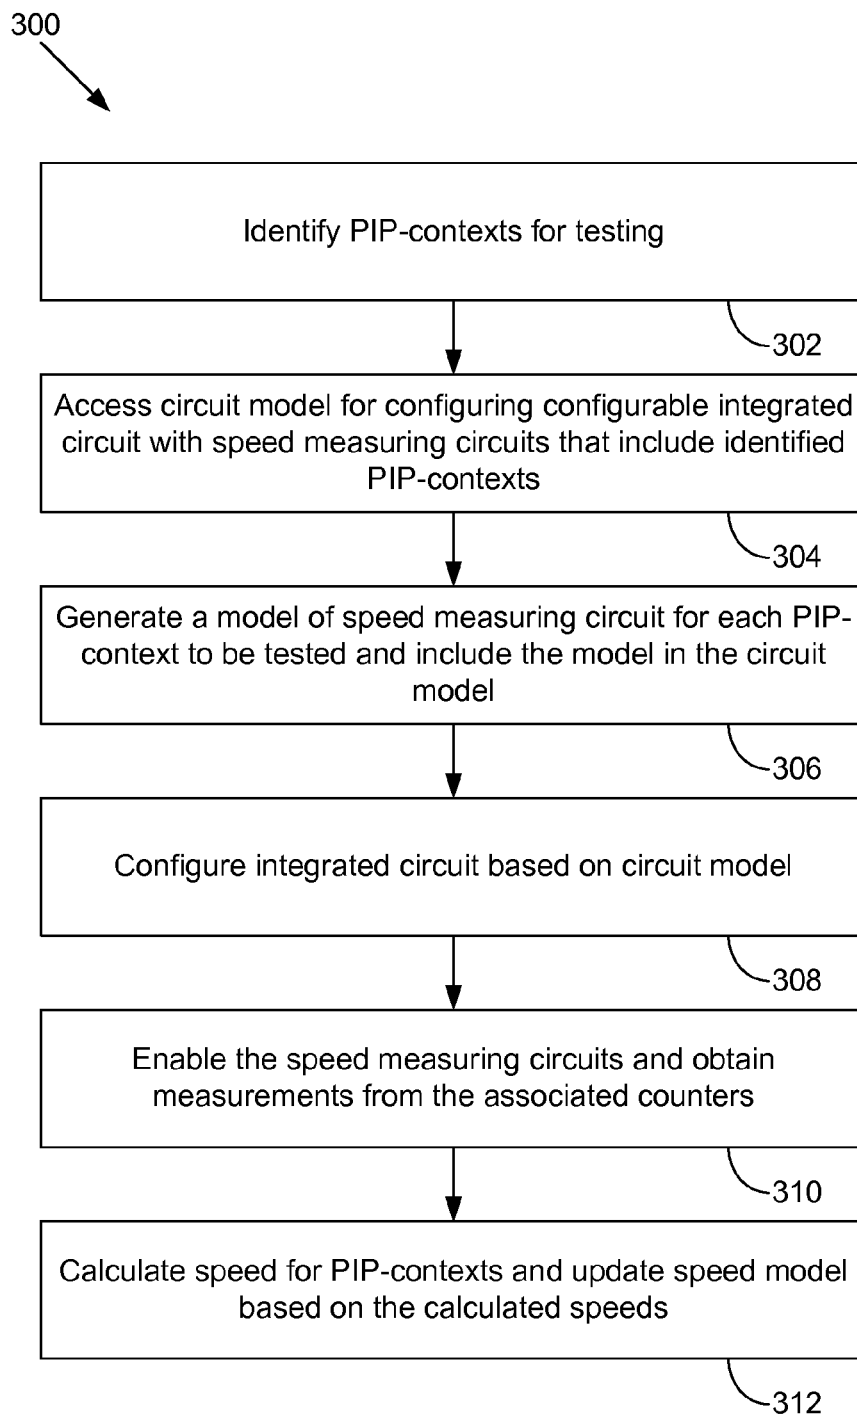 300
Identify PIP-contexts for testing
302
Access circuit model for configuring configurable integrated
circuit with speed measuring circuits that include identified
PIP-contexts
304
Generate a model of speed measuring circuit for each PIP-
context to be tested and include the model in the circuit
model
306
Configure integrated circuit based on circuit model
308
Enable the speed measuring circuits and obtain
measurements from the associated counters
310
Calculate speed for PIP-contexts and update speed model
based on the calculated speeds
312